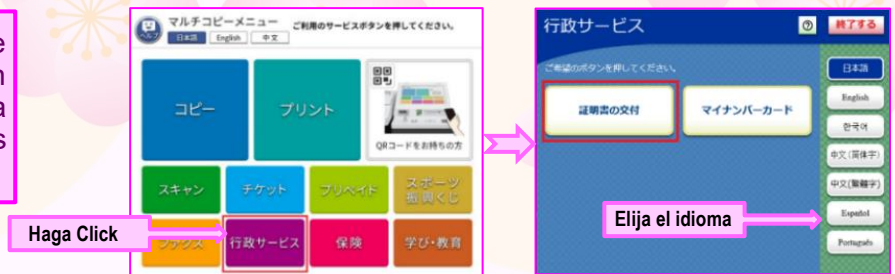 e
n
a
s
マルチコピーメニュー ご利用のサービスボタンを押してください。
ヘルプ 日本語 English 中文
コピー
プリント
QRコードをお持ちの方
スキャン
チケット
プリペイド
スポーツ
振興くじ
ファクス
行政サービス
保険
学び・教育
Haga Click
行政サービス
? 終了する
ご希望のボタンを押してください。
証明書の交付
マイナンバーカード
日本語
English
한국어
中文(简体字)
中文(繁體字)
Español
Português
Elija el idioma